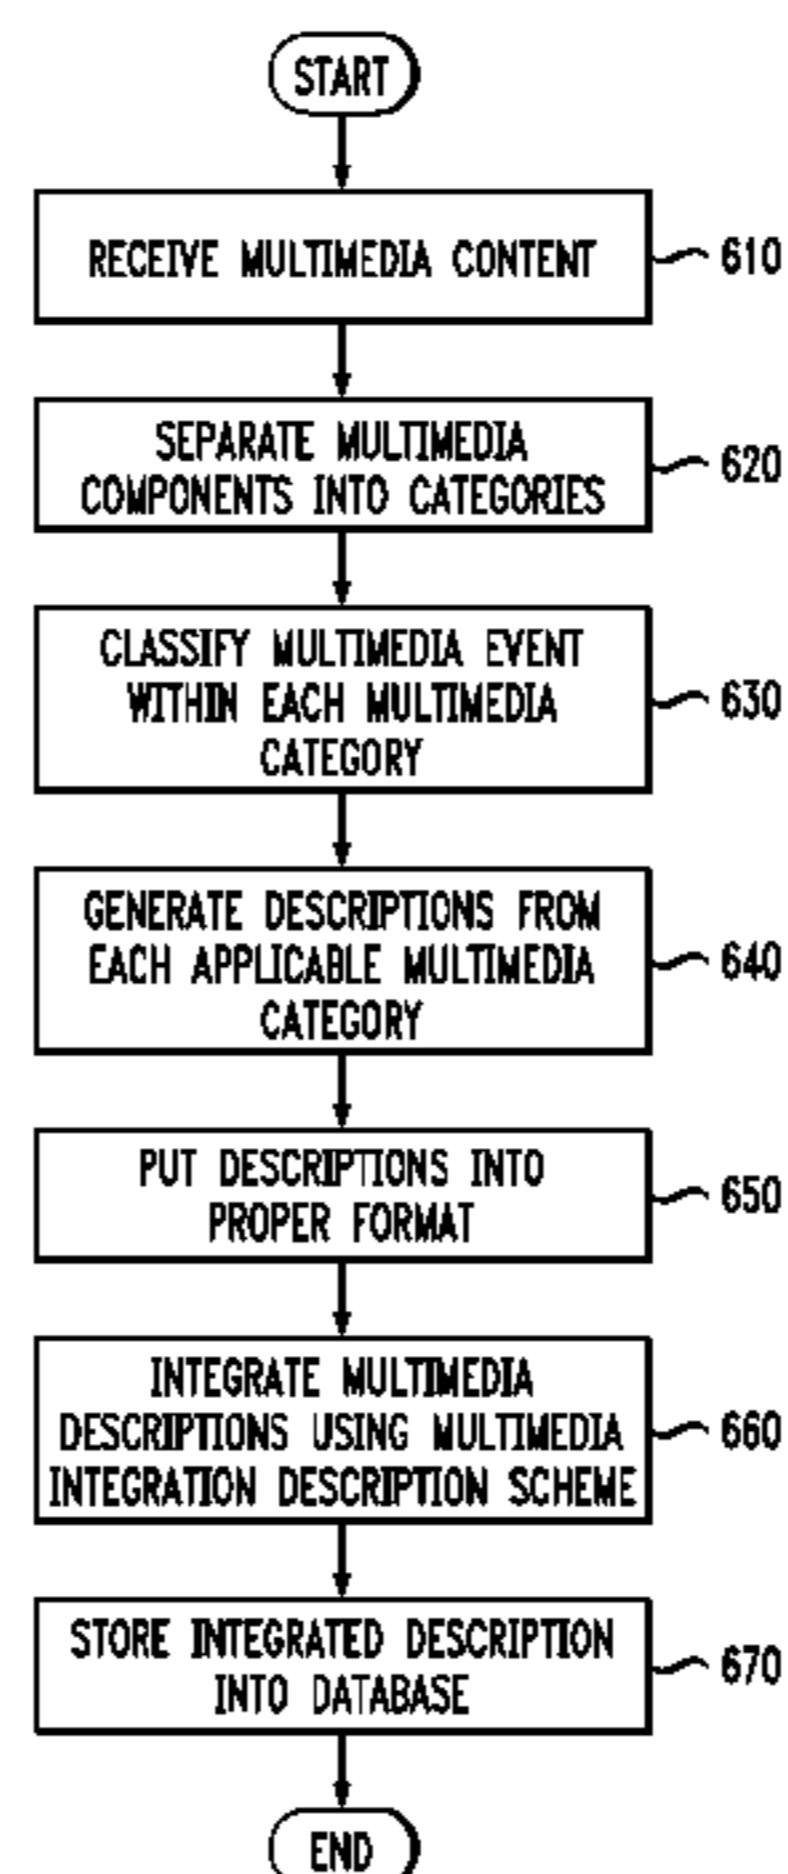 START
RECEIVE MULTIMEDIA CONTENT
610
SEPARATE MULTIMEDIA
COMPONENTS INTO CATEGORIES
620
CLASSIFY MULTIMEDIA EVENT
WITHIN EACH MULTIMEDIA
CATEGORY
630
GENERATE DESCRIPTIONS FROM
EACH APPLICABLE MULTIMEDIA
CATEGORY
640
PUT DESCRIPTIONS INTO
PROPER FORMAT
650
INTEGRATE MULTIMEDIA
DESCRIPTIONS USING MULTIMEDIA
INTEGRATION DESCRIPTION SCHEME
660
STORE INTEGRATED DESCRIPTION
INTO DATABASE
670
END